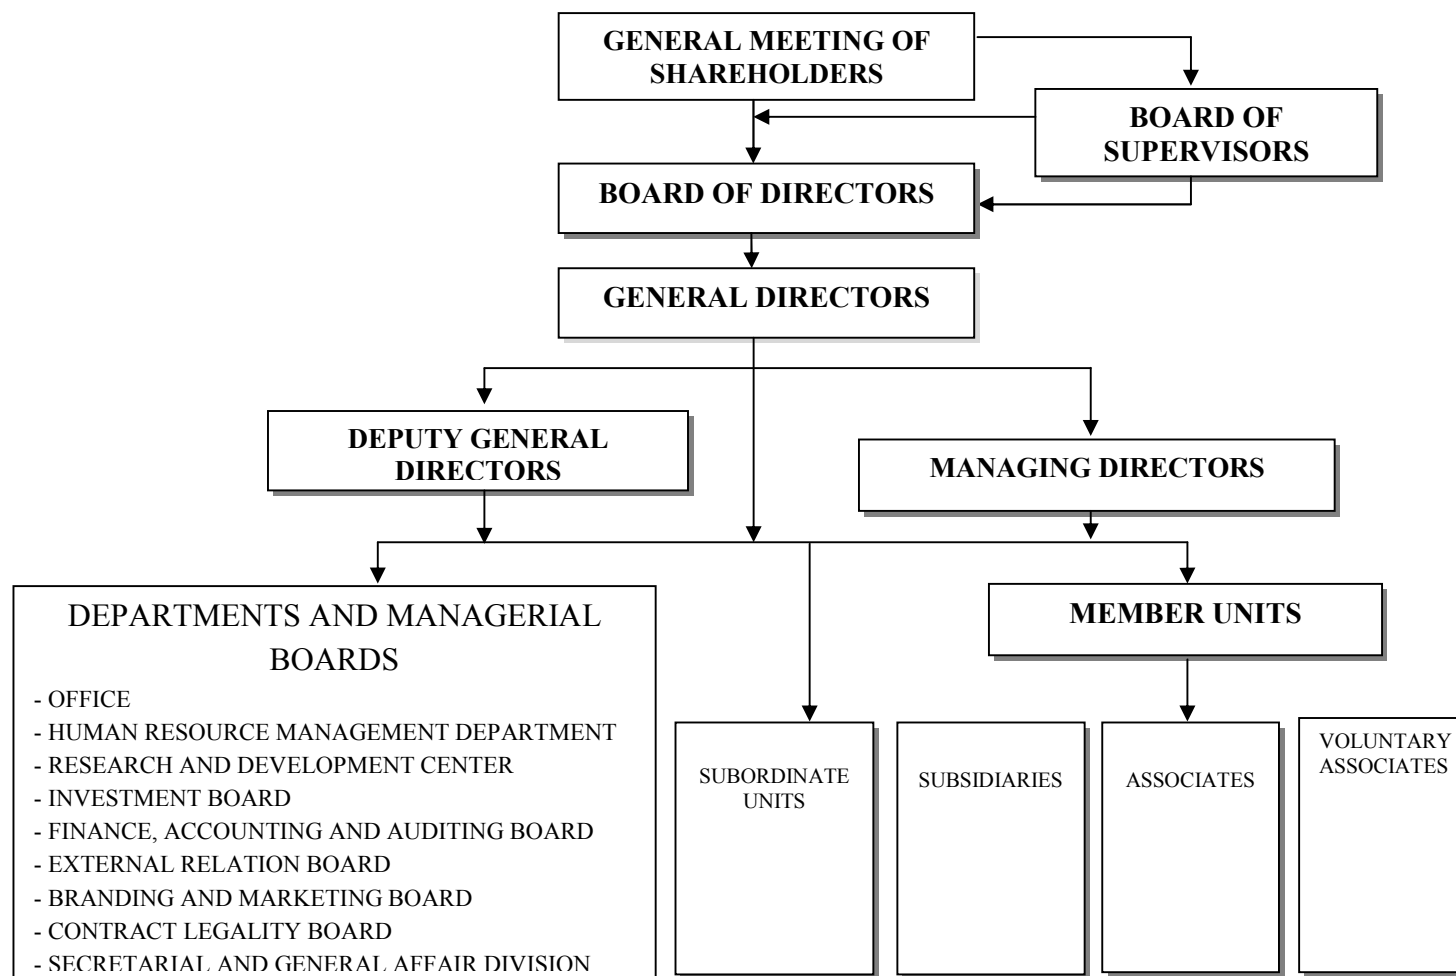 GENERAL MEETING OF
SHAREHOLDERS
BOARD OF
SUPERVISORS
BOARD OF DIRECTORS
GENERAL DIRECTORS
DEPUTY GENERAL
DIRECTORS
MANAGING DIRECTORS
DEPARTMENTS AND MANAGERIAL
BOARDS
- OFFICE
- HUMAN RESOURCE MANAGEMENT DEPARTMENT
- RESEARCH AND DEVELOPMENT CENTER
- INVESTMENT BOARD
- FINANCE, ACCOUNTING AND AUDITING BOARD
- EXTERNAL RELATION BOARD
- BRANDING AND MARKETING BOARD
- CONTRACT LEGALITY BOARD
- SECRETARIAL AND GENERAL AFFAIR DIVISION
MEMBER UNITS
SUBORDINATE
UNITS
SUBSIDIARIES
ASSOCIATES
VOLUNTARY
ASSOCIATES